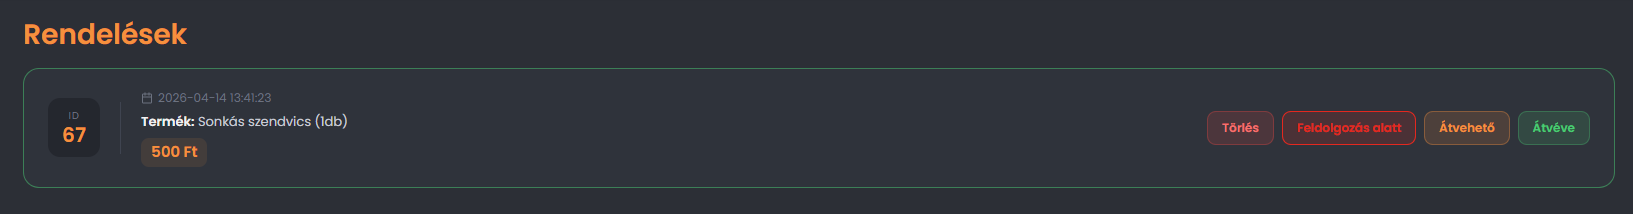 Rendelések
ID
67
2026-04-14 13:41:23
Termék: Sonkás szendvics (1db)
500 Ft
Törlés
Feldolgozás alatt
Átvehető
Átvéve